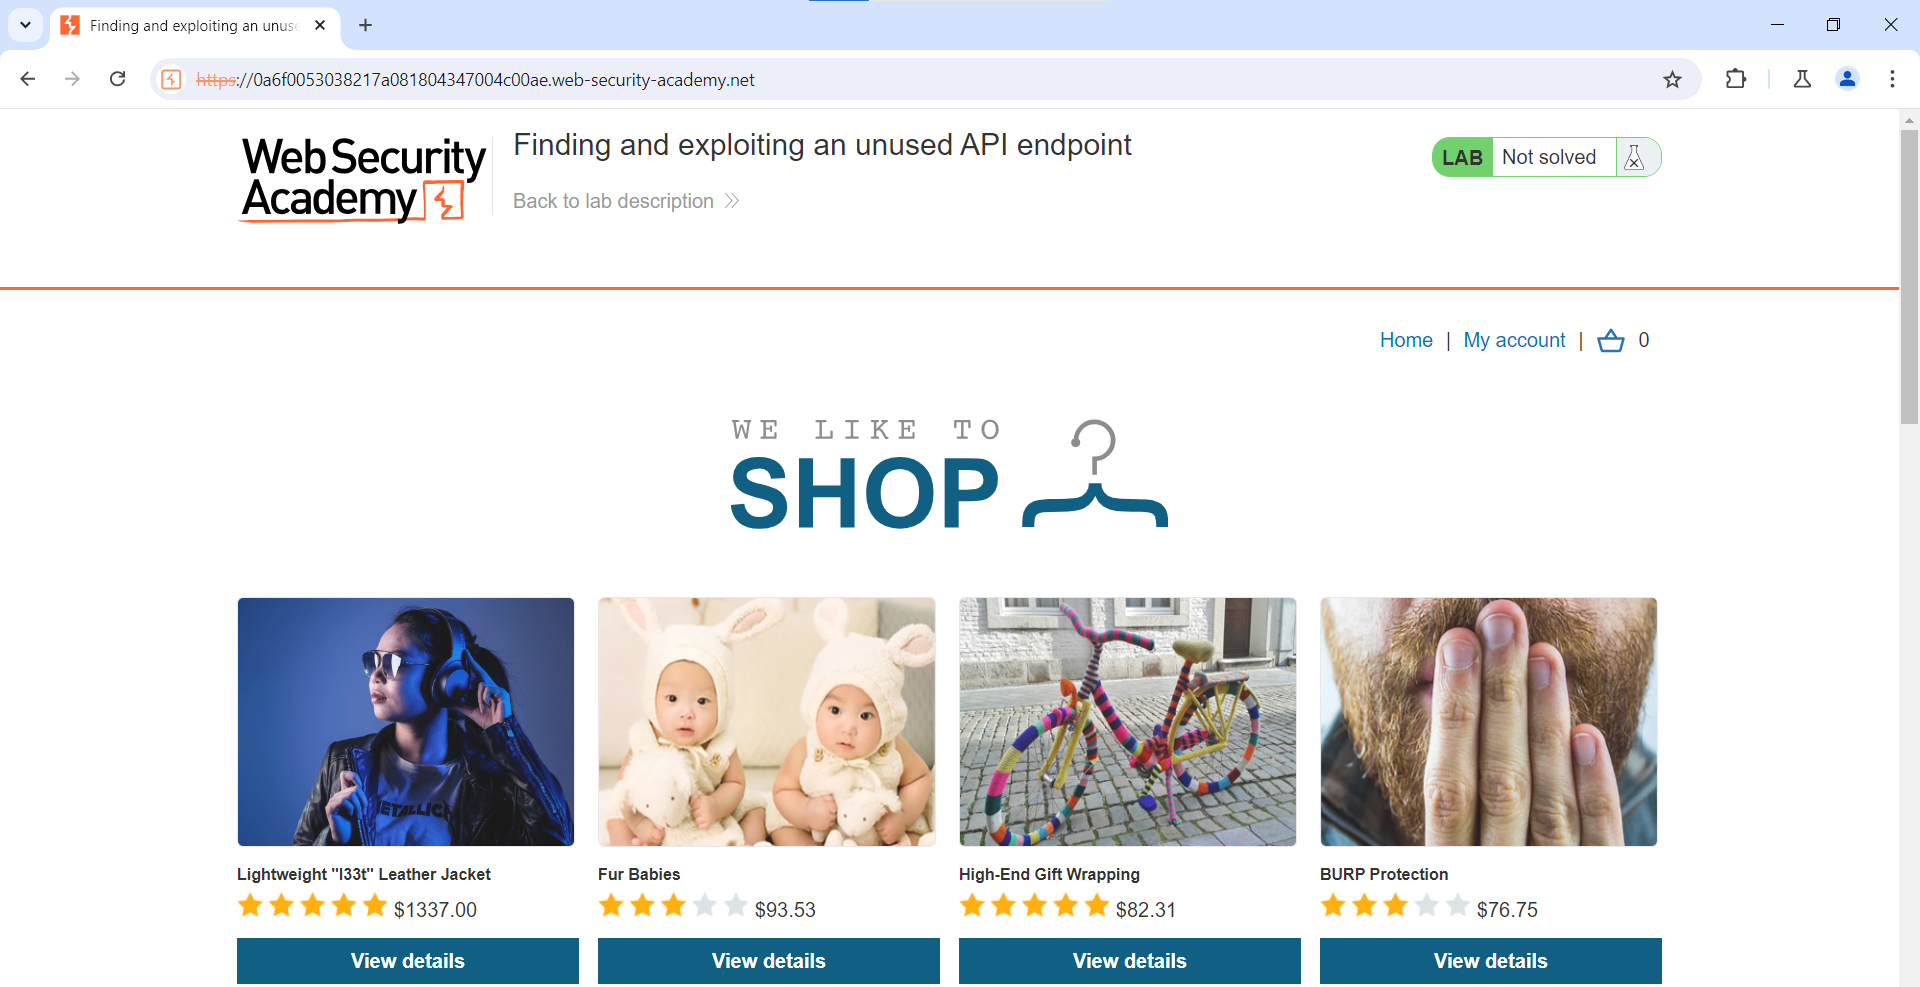 Finding and exploiting an unuse
https://0a6f0053038217a081804347004c00ae.web-security-academy.net
Web Security
Academy
Finding and exploiting an unused API endpoint
Back to lab description
LAB Not solved
Home | My account | 0
WE LIKE TO
SHOP
METALLICA
Lightweight "l33t" Leather Jacket
$1337.00
View details
Fur Babies
$93.53
View details
High-End Gift Wrapping
$82.31
View details
BURP Protection
$76.75
View details